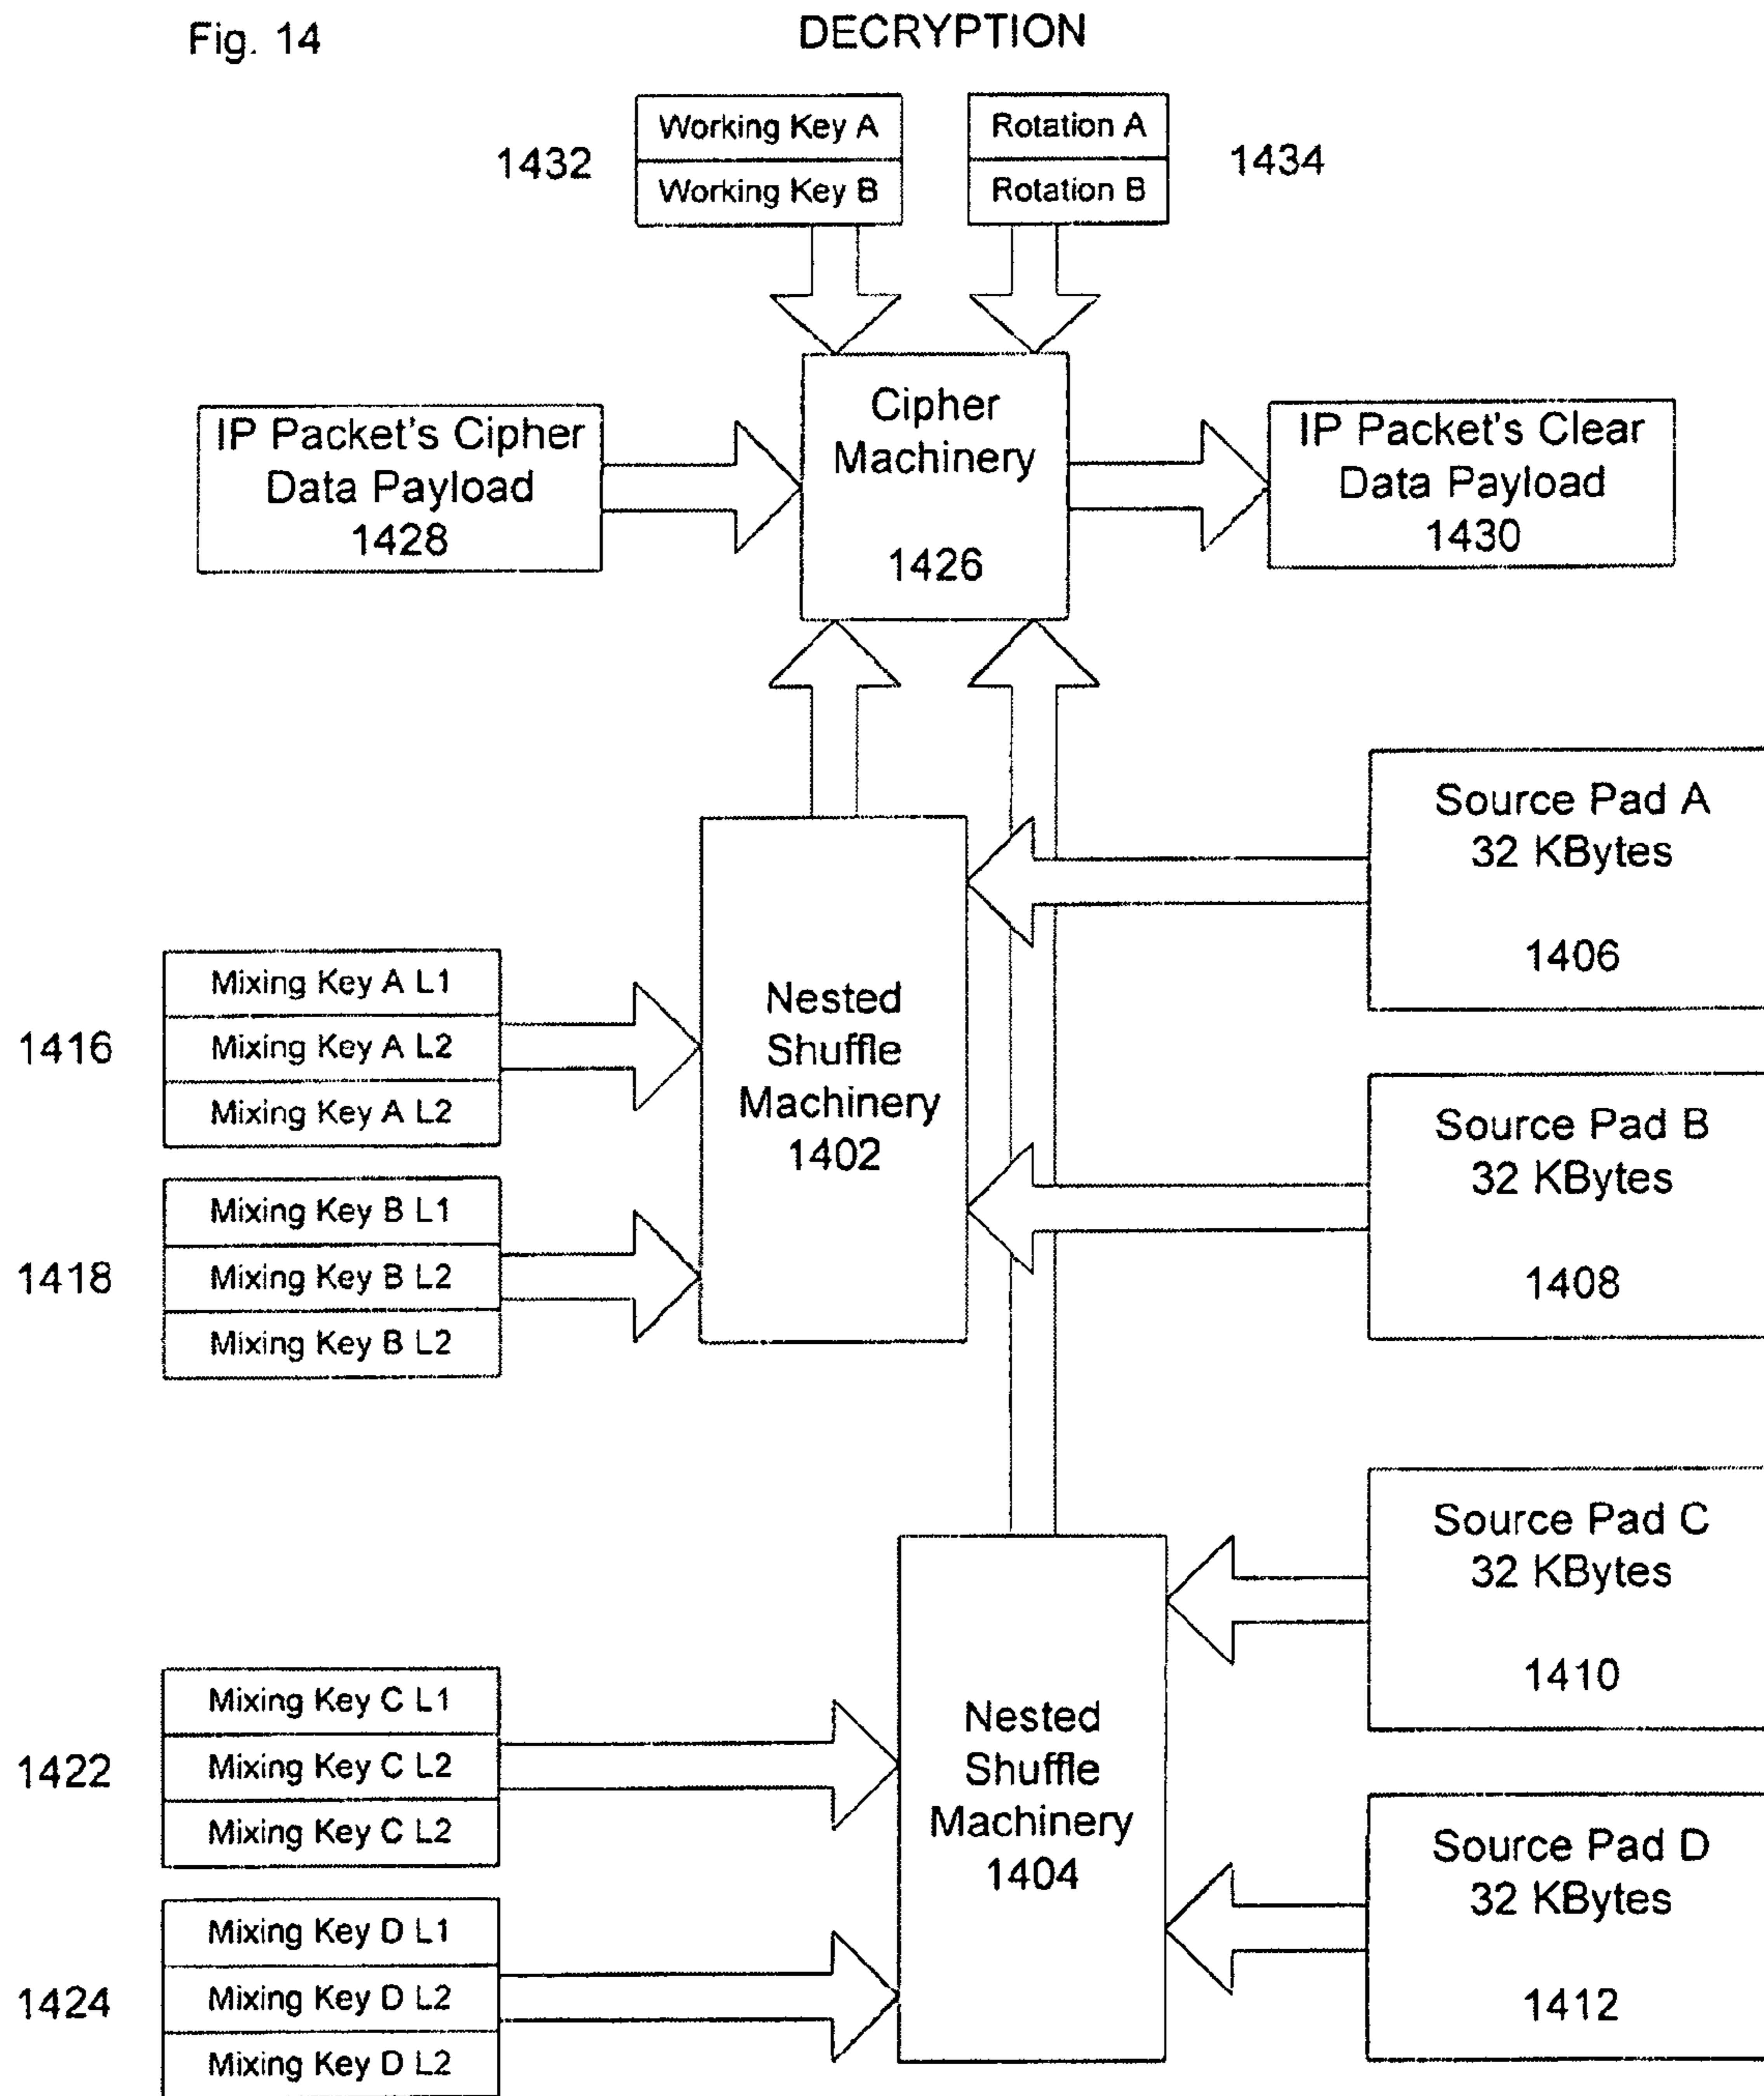 Fig. 14
DECRYPTION
1432
Working Key A
Working Key B
Rotation A
Rotation B
1434
IP Packet's Cipher
Data Payload
1428
Cipher
Machinery
1426
IP Packet's Clear
Data Payload
1430
Source Pad A
32 KBytes
1406
1416
Mixing Key A L1
Mixing Key A L2
Mixing Key A L2
Nested
Shuffle
Machinery
1402
Source Pad B
32 KBytes
1408
1418
Mixing Key B L1
Mixing Key B L2
Mixing Key B L2
Source Pad C
32 KBytes
1410
1422
Mixing Key C L1
Mixing Key C L2
Mixing Key C L2
Nested
Shuffle
Machinery
1404
Source Pad D
32 KBytes
1412
1424
Mixing Key D L1
Mixing Key D L2
Mixing Key D L2